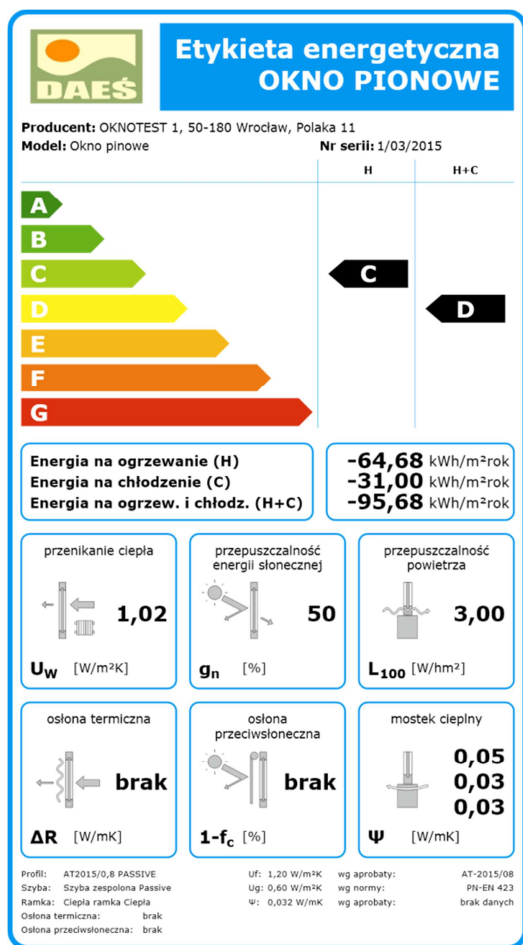 DAEŚ
Etykieta energetyczna
OKNO PIONOWE
Producent: OKNOTEST 1, 50-180 Wrocław, Polaka 11
Model: Okno pinowe Nr serii: 1/03/2015
H H+C
A
B
C C
D D
E
F
G
Energia na ogrzewanie (H) -64,68 kWh/m²rok
Energia na chłodzenie (C) -31,00 kWh/m²rok
Energia na ogrzew. i chłodz. (H+C) -95,68 kWh/m²rok
przenikanie ciepła
1,02
Uw [W/m²K]
przepuszczalność
energii słonecznej
50
gn [%]
przepuszczalność
powietrza
3,00
L100 [W/hm²]
osłona termiczna
brak
ΔR [W/mK]
osłona
przeciwsłoneczna
brak
1-fc [%]
mostek cieplny
0,05
0,03
0,03
Ψ [W/mK]
Profil: AT2015/0,8 PASSIVE Uf: 1,20 W/m²K wg aprobaty: AT-2015/08
Szyba: Szyba zespolona Passive Ug: 0,60 W/m²K wg normy: PN-EN 423
Ramka: Ciepła ramka Ciepła Ψ: 0,032 W/mK wg aprobaty: brak danych
Osłona termiczna: brak
Osłona przeciwsłoneczna: brak